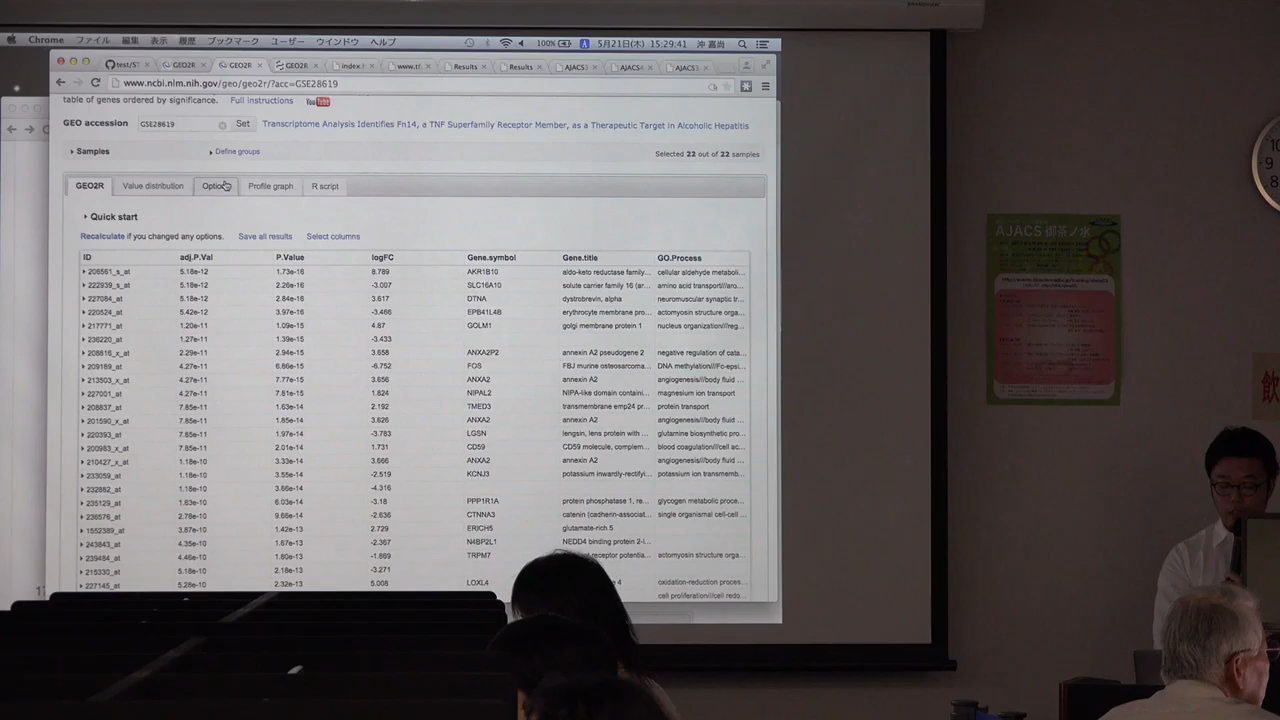 Chrome ファイル 編集 表示 履歴 ブックマーク ユーザー ウインドウ ヘルプ 100% A 5月21日(木) 15:29:41 沖 嘉尚
test/ST GEO2R GEO2R GEO2R index.h www.tf Results Results AJACS3 AJACS4 AJACS3
www.ncbi.nlm.nih.gov/geo/geo2r/?acc=GSE28619
table of genes ordered by significance. Full instructions YouTube
GEO accession GSE28619 Set Transcriptome Analysis Identifies Fn14, a TNF Superfamily Receptor Member, as a Therapeutic Target in Alcoholic Hepatitis
Samples Define groups Selected 22 out of 22 samples
GEO2R Value distribution Options Profile graph R script
Quick start
Recalculate if you changed any options. Save all results Select columns
ID adj.P.Val P.Value logFC Gene.symbol Gene.title GO.Process
206561_s_at 5.18e-12 1.73e-16 8.789 AKR1B10 aldo-keto reductase family... cellular aldehyde metaboli...
222939_s_at 5.18e-12 2.26e-16 -3.007 SLC16A10 solute carrier family 16 (ar... amino acid transport///aro...
227084_at 5.18e-12 2.84e-16 3.617 DTNA dystrobrevin, alpha neuromuscular synaptic tr...
220524_at 5.42e-12 3.97e-16 -3.466 EPB41L4B erythrocyte membrane pro... actomyosin structure orga...
217771_at 1.20e-11 1.09e-15 4.87 GOLM1 golgi membrane protein 1 nucleus organization///reg...
236220_at 1.27e-11 1.39e-15 -3.433
208816_x_at 2.29e-11 2.94e-15 3.658 ANXA2P2 annexin A2 pseudogene 2 negative regulation of cata...
209189_at 4.27e-11 6.66e-15 -6.752 FOS FBJ murine osteosarcoma... DNA methylation///Fc-epsi...
213503_x_at 4.27e-11 7.77e-15 3.656 ANXA2 annexin A2 angiogenesis///body fluid ...
227001_at 4.27e-11 7.81e-15 1.824 NIPAL2 NIPA-like domain containi... magnesium ion transport
208837_at 7.85e-11 1.63e-14 2.192 TMED3 transmembrane emp24 pr... protein transport
201590_x_at 7.85e-11 1.85e-14 3.626 ANXA2 annexin A2 angiogenesis///body fluid ...
220393_at 7.85e-11 1.97e-14 -3.783 LGSN lengsin, lens protein with ... glutamine biosynthetic pro...
200983_x_at 7.85e-11 2.01e-14 1.731 CD59 CD59 molecule, complem... blood coagulation///cell ac...
210427_x_at 1.18e-10 3.33e-14 3.666 ANXA2 annexin A2 angiogenesis///body fluid ...
233059_at 1.18e-10 3.55e-14 -2.519 KCNJ3 potassium inwardly-rectifyi... potassium ion transmemb...
232882_at 1.18e-10 3.66e-14 -4.316
235129_at 1.83e-10 6.03e-14 -3.18 PPP1R1A protein phosphatase 1, re... glycogen metabolic proce...
236576_at 2.78e-10 9.66e-14 -2.636 CTNNA3 catenin (cadherin-associat... single organismal cell-cell ...
1552389_at 3.87e-10 1.42e-13 2.729 ERICH5 glutamate-rich 5
243843_at 4.35e-10 1.67e-13 -2.367 N4BP2L1 NEDD4 binding protein 2-l...
239484_at 4.46e-10 1.80e-13 -1.869 TRPM7 receptor potentia... actomyosin structure orga...
215330_at 5.18e-10 2.18e-13 -3.271
227145_at 5.28e-10 2.32e-13 5.008 LOXL4 4 oxidation-reduction proces...
cell proliferation///cell redo...
AJACS 御茶ノ水
10
9
8
飲